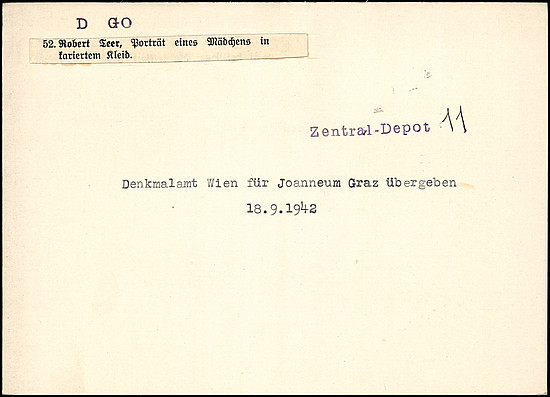 D GO
52. Robert Teer, Porträt eines Mädchens in
kariertem Kleid.
Zentral-Depot 11
Denkmalamt Wien für Joanneum Graz übergeben
18.9.1942